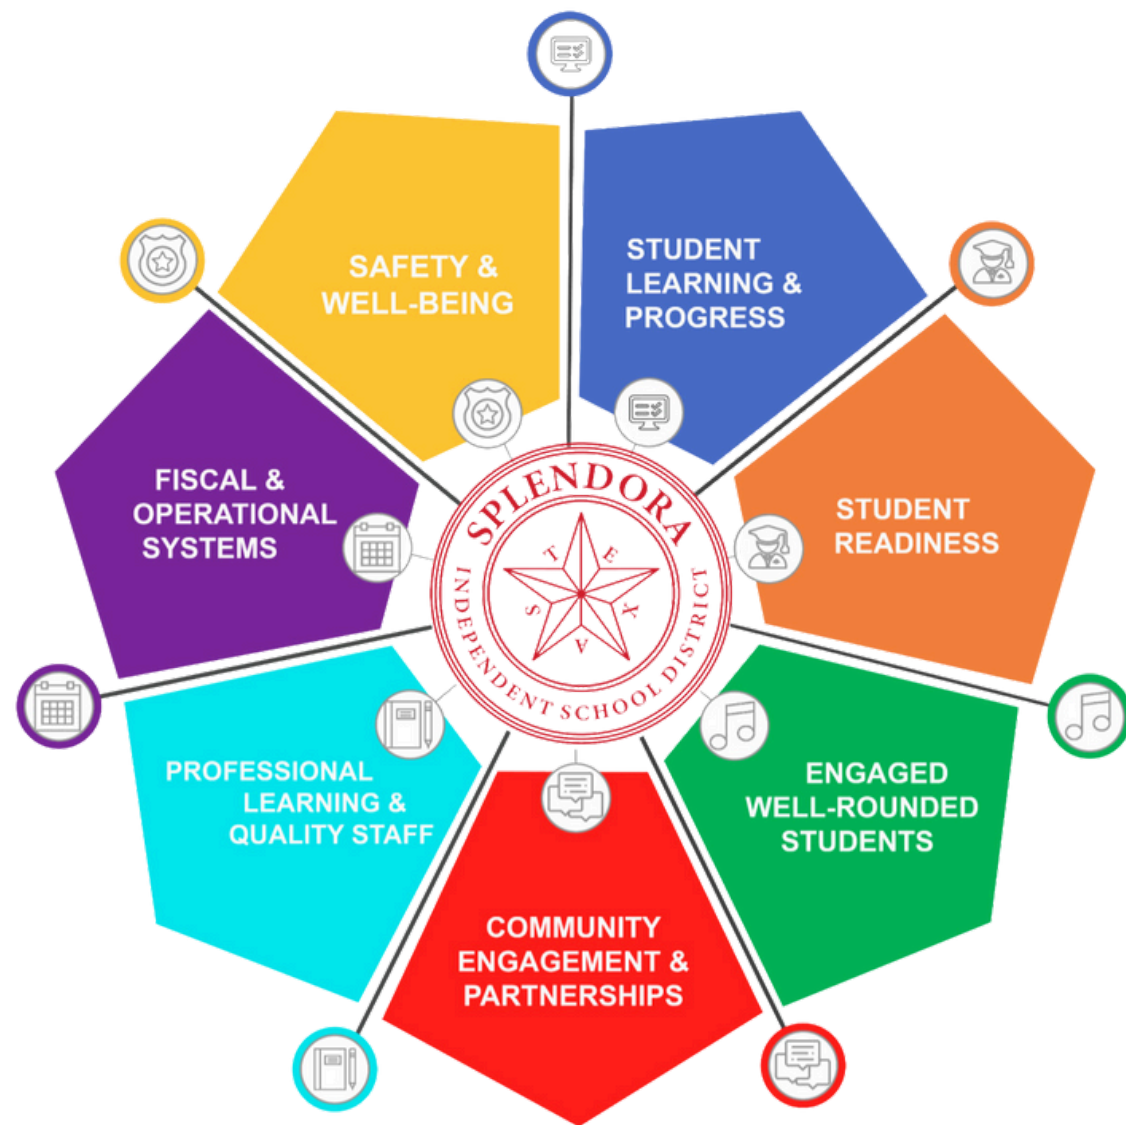 SAFETY &
WELL-BEING
STUDENT
LEARNING &
PROGRESS
FISCAL &
OPERATIONAL
SYSTEMS
STUDENT
READINESS
SPLENDORA
INDEPENDENT SCHOOL DISTRICT
TEXAS
PROFESSIONAL
LEARNING &
QUALITY STAFF
ENGAGED
WELL-ROUNDED
STUDENTS
COMMUNITY
ENGAGEMENT &
PARTNERSHIPS